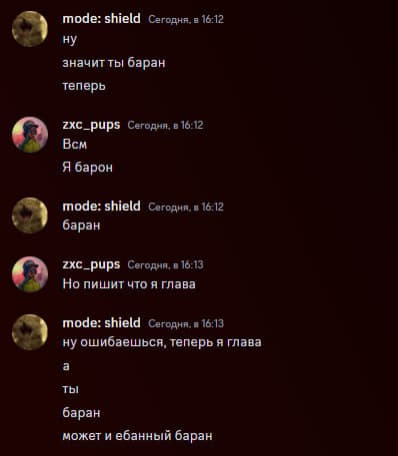 mode: shield Сегодня, в 16:12
ну
значит ты баран
теперь
zxc_pups Сегодня, в 16:12
Всм
Я барон
mode: shield Сегодня, в 16:12
баран
zxc_pups Сегодня, в 16:13
Но пишит что я глава
mode: shield Сегодня, в 16:13
ну ошибаешься, теперь я глава
а
ты
баран
может и ебанный баран